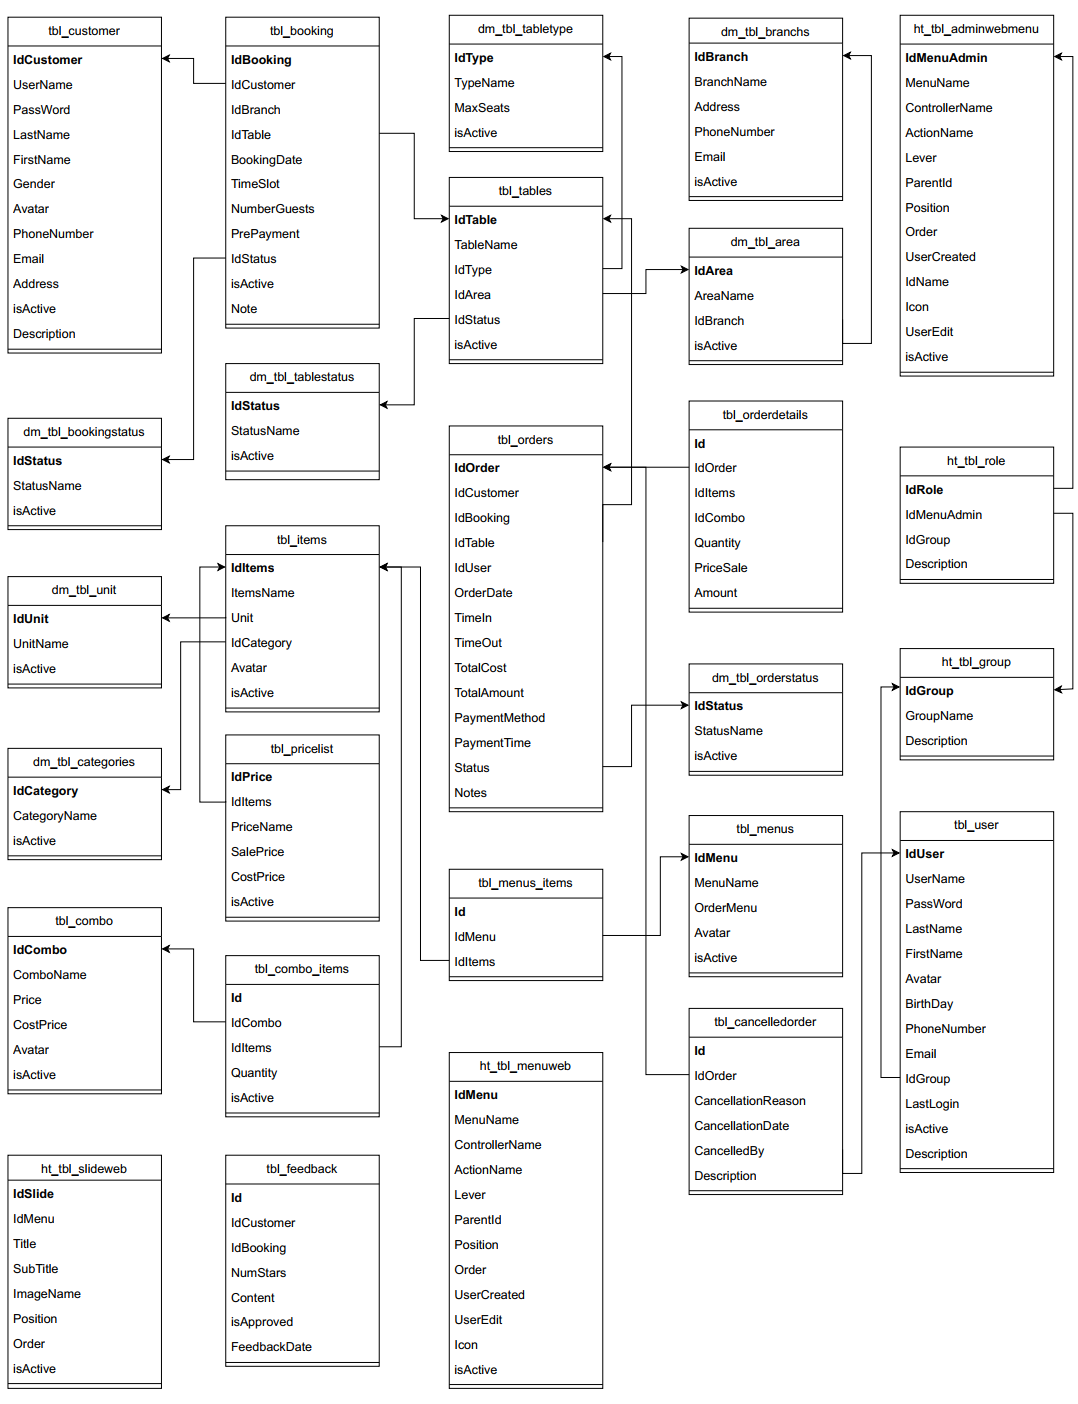 tbl_customer
IdCustomer
UserName
PassWord
LastName
FirstName
Gender
Avatar
PhoneNumber
Email
Address
isActive
Description
tbl_booking
IdBooking
IdCustomer
IdBranch
IdTable
BookingDate
TimeSlot
NumberGuests
PrePayment
IdStatus
isActive
Note
dm_tbl_tabletype
IdType
TypeName
MaxSeats
isActive
dm_tbl_branchs
IdBranch
BranchName
Address
PhoneNumber
Email
isActive
ht_tbl_adminwebmenu
IdMenuAdmin
MenuName
ControllerName
ActionName
Lever
ParentId
Position
Order
UserCreated
IdName
Icon
UserEdit
isActive
tbl_tables
IdTable
TableName
IdType
IdArea
IdStatus
isActive
dm_tbl_area
IdArea
AreaName
IdBranch
isActive
dm_tbl_tablestatus
IdStatus
StatusName
isActive
dm_tbl_bookingstatus
IdStatus
StatusName
isActive
tbl_orders
IdOrder
IdCustomer
IdBooking
IdTable
IdUser
OrderDate
TimeIn
TimeOut
TotalCost
TotalAmount
PaymentMethod
PaymentTime
Status
Notes
tbl_orderdetails
Id
IdOrder
IdItems
IdCombo
Quantity
PriceSale
Amount
ht_tbl_role
IdRole
IdMenuAdmin
IdGroup
Description
tbl_items
IdItems
ItemsName
Unit
IdCategory
Avatar
isActive
dm_tbl_unit
IdUnit
UnitName
isActive
dm_tbl_orderstatus
IdStatus
StatusName
isActive
ht_tbl_group
IdGroup
GroupName
Description
dm_tbl_categories
IdCategory
CategoryName
isActive
tbl_pricelist
IdPrice
IdItems
PriceName
SalePrice
CostPrice
isActive
tbl_menus
IdMenu
MenuName
OrderMenu
Avatar
isActive
tbl_user
IdUser
UserName
PassWord
LastName
FirstName
Avatar
BirthDay
PhoneNumber
Email
IdGroup
LastLogin
isActive
Description
tbl_menus_items
Id
IdMenu
IdItems
tbl_combo
IdCombo
ComboName
Price
CostPrice
Avatar
isActive
tbl_combo_items
Id
IdCombo
IdItems
Quantity
isActive
tbl_cancelledorder
Id
IdOrder
CancellationReason
CancellationDate
CancelledBy
Description
ht_tbl_menuweb
IdMenu
MenuName
ControllerName
ActionName
Lever
ParentId
Position
Order
UserCreated
UserEdit
Icon
isActive
ht_tbl_slideweb
IdSlide
IdMenu
Title
SubTitle
ImageName
Position
Order
isActive
tbl_feedback
Id
IdCustomer
IdBooking
NumStars
Content
isApproved
FeedbackDate